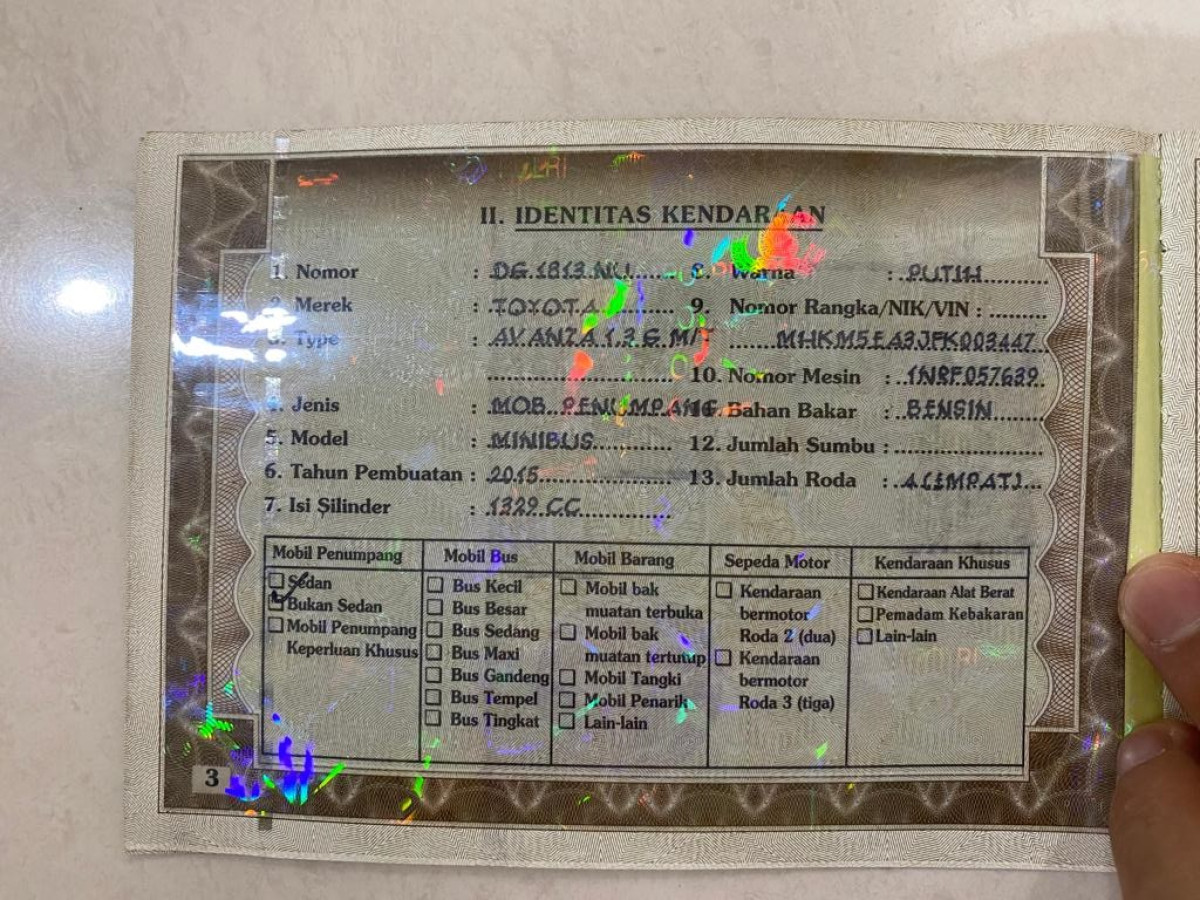 II. IDENTITAS KENDARAAN
1. Nomor : DG 1813 NU
2. Merek : TOYOTA
3. Type : AVANZA 1.3 G M/T
4. Jenis : MOB. PENUMPANG
5. Model : MINIBUS
6. Tahun Pembuatan : 2015
7. Isi Silinder : 1329 CC
8. Warna : PUTIH
9. Nomor Rangka/NIK/VIN :
MHKM5EA3JFK003447
10. Nomor Mesin : 1NRF057639
Bahan Bakar : BENSIN
12. Jumlah Sumbu :
13. Jumlah Roda : 4 (EMPAT)
Mobil Penumpang
Sedan
Bukan Sedan
Mobil Penumpang
Keperluan Khusus
Mobil Bus
Bus Kecil
Bus Besar
Bus Sedang
Bus Maxi
Bus Gandeng
Bus Tempel
Bus Tingkat
Mobil Barang
Mobil bak
muatan terbuka
Mobil bak
muatan tertutup
Mobil Tangki
Mobil Penarik
Lain-lain
Sepeda Motor
Kendaraan
bermotor
Roda 2 (dua)
Kendaraan
bermotor
Roda 3 (tiga)
Kendaraan Khusus
Kendaraan Alat Berat
Pemadam Kebakaran
Lain-lain
3